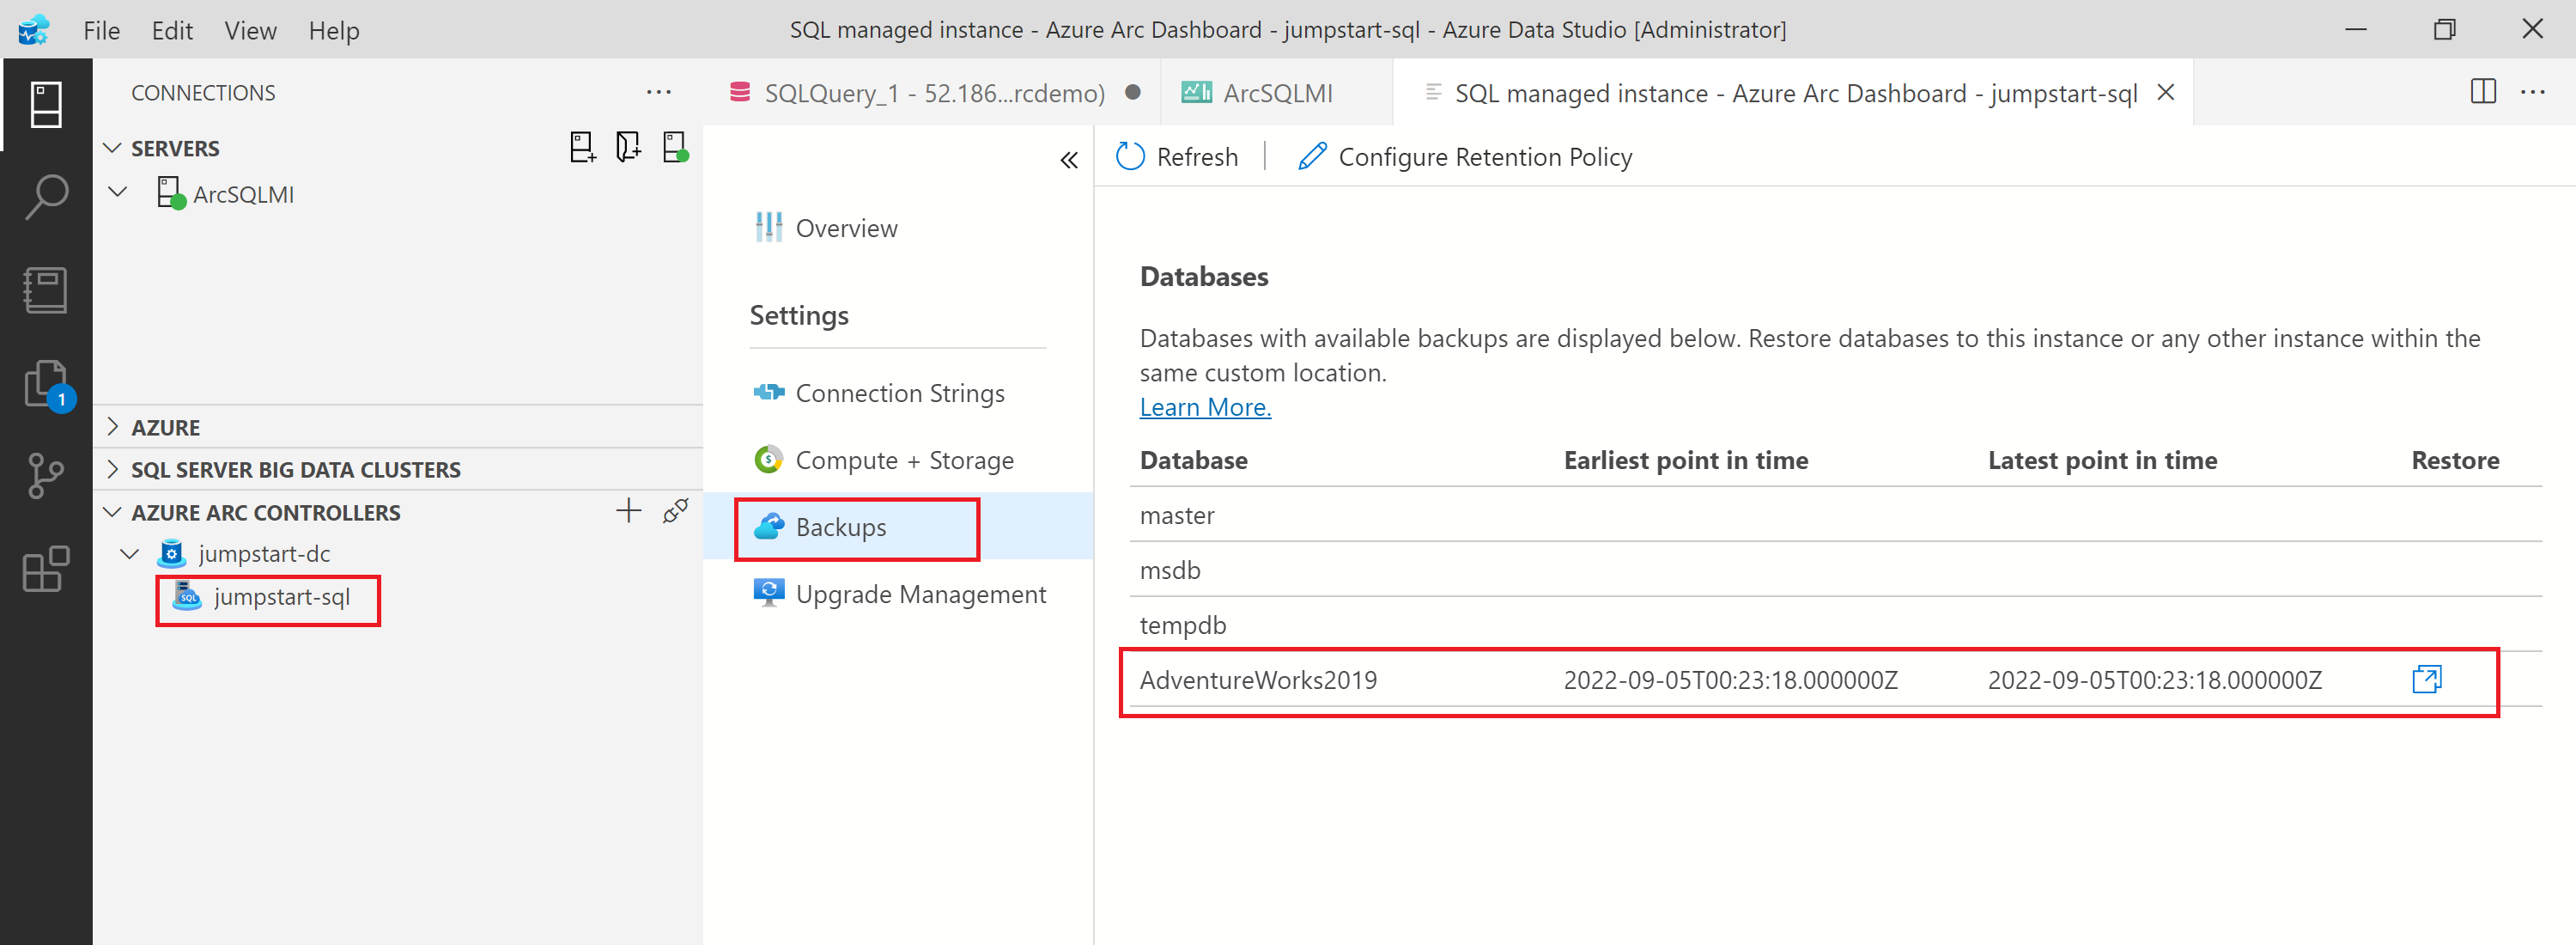 File Edit View Help SQL managed instance - Azure Arc Dashboard - jumpstart-sql - Azure Data Studio [Administrator]
CONNECTIONS
SERVERS
ArcSQLMI
1
AZURE
SQL SERVER BIG DATA CLUSTERS
AZURE ARC CONTROLLERS
jumpstart-dc
SQL jumpstart-sql
SQLQuery_1 - 52.186...rcdemo) ArcSQLMI SQL managed instance - Azure Arc Dashboard - jumpstart-sql
Overview
Settings
Connection Strings
$ Compute + Storage
Backups
Upgrade Management
Refresh | Configure Retention Policy
Databases
Databases with available backups are displayed below. Restore databases to this instance or any other instance within the
same custom location.
Learn More.
Database Earliest point in time Latest point in time Restore
master
msdb
tempdb
AdventureWorks2019 2022-09-05T00:23:18.000000Z 2022-09-05T00:23:18.000000Z